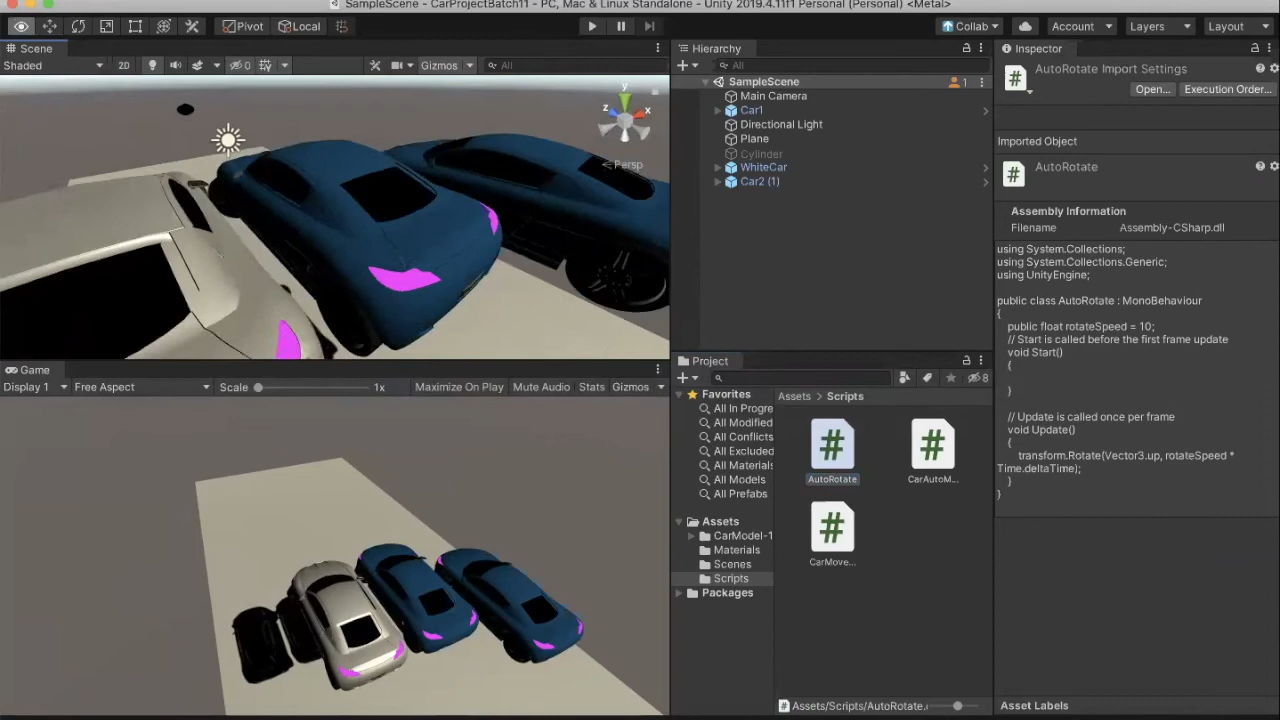 SampleScene - CarProjectBatch11 - PC, Mac & Linux Standalone - Unity 2019.4.11f1 Personal (Personal) <Metal>
Pivot Local Collab Account Layers Layout
Scene
Shaded 2D 0 Gizmos All
y
z x
Persp
Game
Display 1 Free Aspect Scale 1x Maximize On Play Mute Audio Stats Gizmos
Hierarchy
All
SampleScene 1
Main Camera
Car1
Directional Light
Plane
Cylinder
WhiteCar
Car2 (1)
Project
8
Favorites
All In Progre
All Modified
All Conflicts
All Excluded
All Materials
All Models
All Prefabs
Assets
CarModel-1
Materials
Scenes
Scripts
Packages
Assets > Scripts
AutoRotate CarAutoM...
CarMove...
Assets/Scripts/AutoRotate.
Inspector
AutoRotate Import Settings
Open... Execution Order...
Imported Object
AutoRotate
Assembly Information
Filename Assembly-CSharp.dll
using System.Collections;
using System.Collections.Generic;
using UnityEngine;
public class AutoRotate : MonoBehaviour
{
public float rotateSpeed = 10;
// Start is called before the first frame update
void Start()
{
}
// Update is called once per frame
void Update()
{
transform.Rotate(Vector3.up, rotateSpeed *
Time.deltaTime);
}
}
Asset Labels